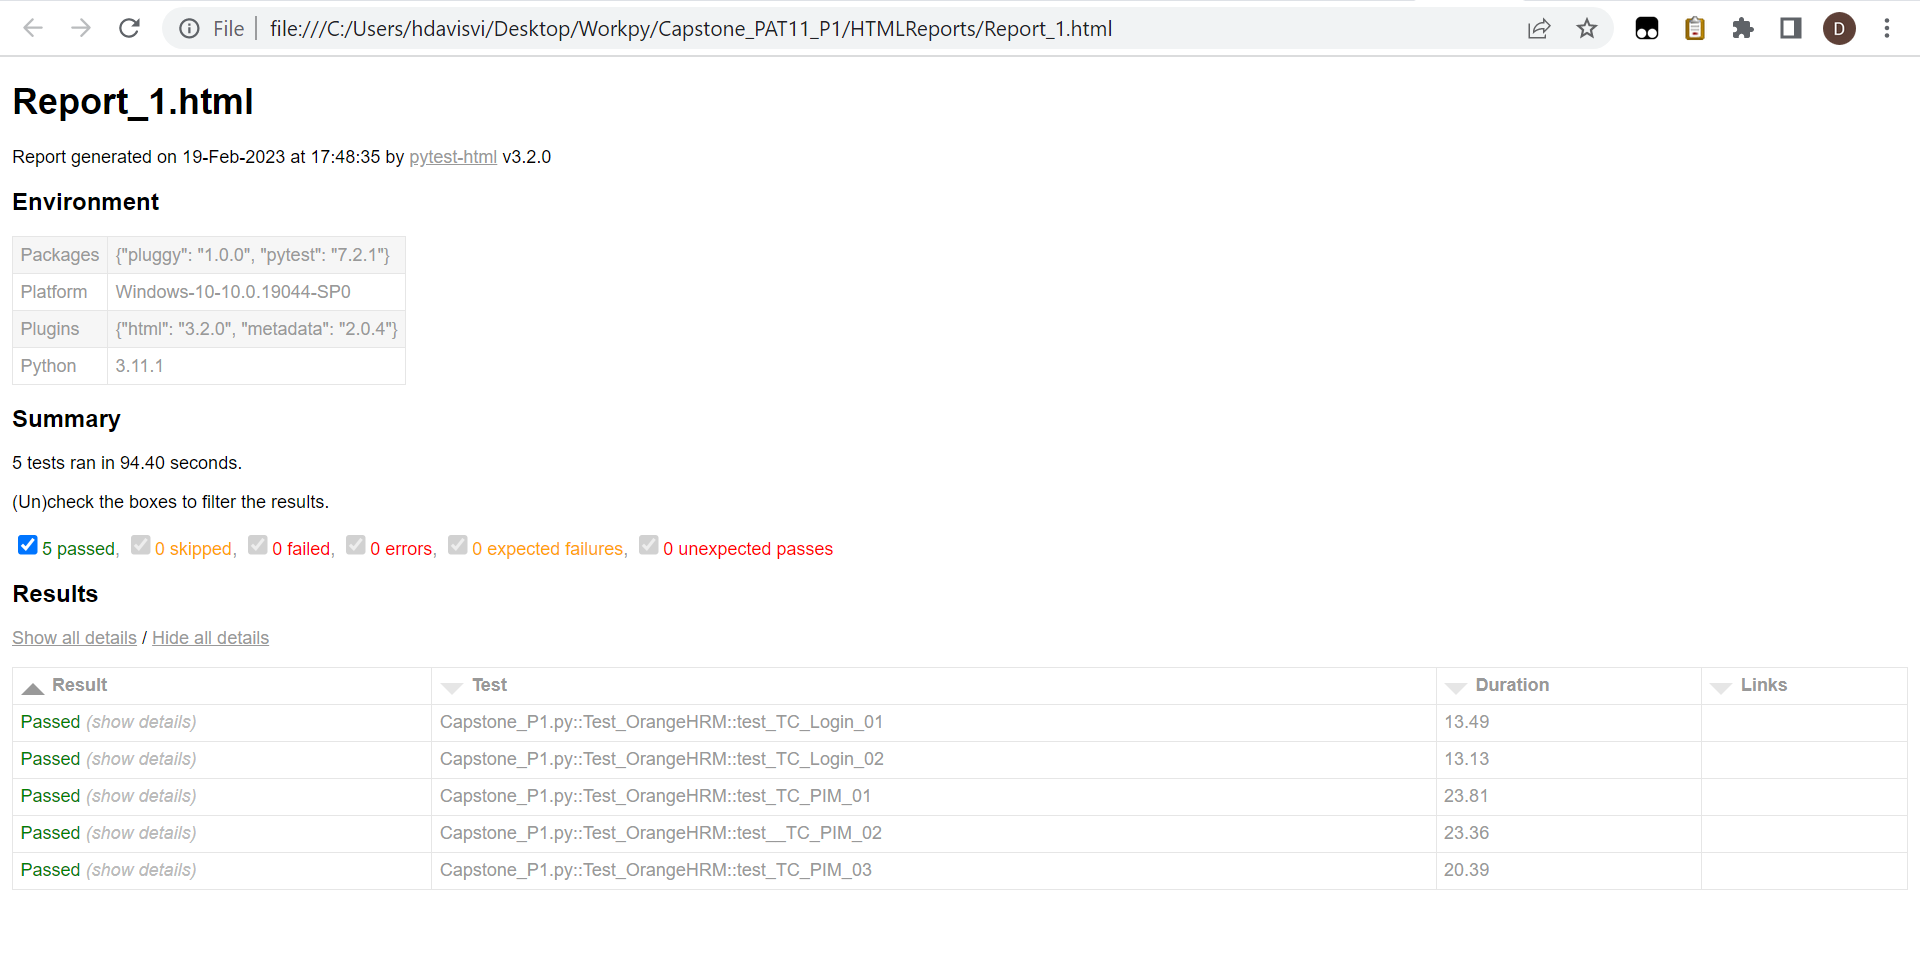 File file:///C:/Users/hdavisvi/Desktop/Workpy/Capstone_PAT11_P1/HTMLReports/Report_1.html D
Report_1.html
Report generated on 19-Feb-2023 at 17:48:35 by pytest-html v3.2.0
Environment
Packages {"pluggy": "1.0.0", "pytest": "7.2.1"}
Platform Windows-10-10.0.19044-SP0
Plugins {"html": "3.2.0", "metadata": "2.0.4"}
Python 3.11.1
Summary
5 tests ran in 94.40 seconds.
(Un)check the boxes to filter the results.
5 passed, 0 skipped, 0 failed, 0 errors, 0 expected failures, 0 unexpected passes
Results
Show all details / Hide all details
Result Test Duration Links
Passed (show details) Capstone_P1.py::Test_OrangeHRM::test_TC_Login_01 13.49
Passed (show details) Capstone_P1.py::Test_OrangeHRM::test_TC_Login_02 13.13
Passed (show details) Capstone_P1.py::Test_OrangeHRM::test_TC_PIM_01 23.81
Passed (show details) Capstone_P1.py::Test_OrangeHRM::test__TC_PIM_02 23.36
Passed (show details) Capstone_P1.py::Test_OrangeHRM::test_TC_PIM_03 20.39